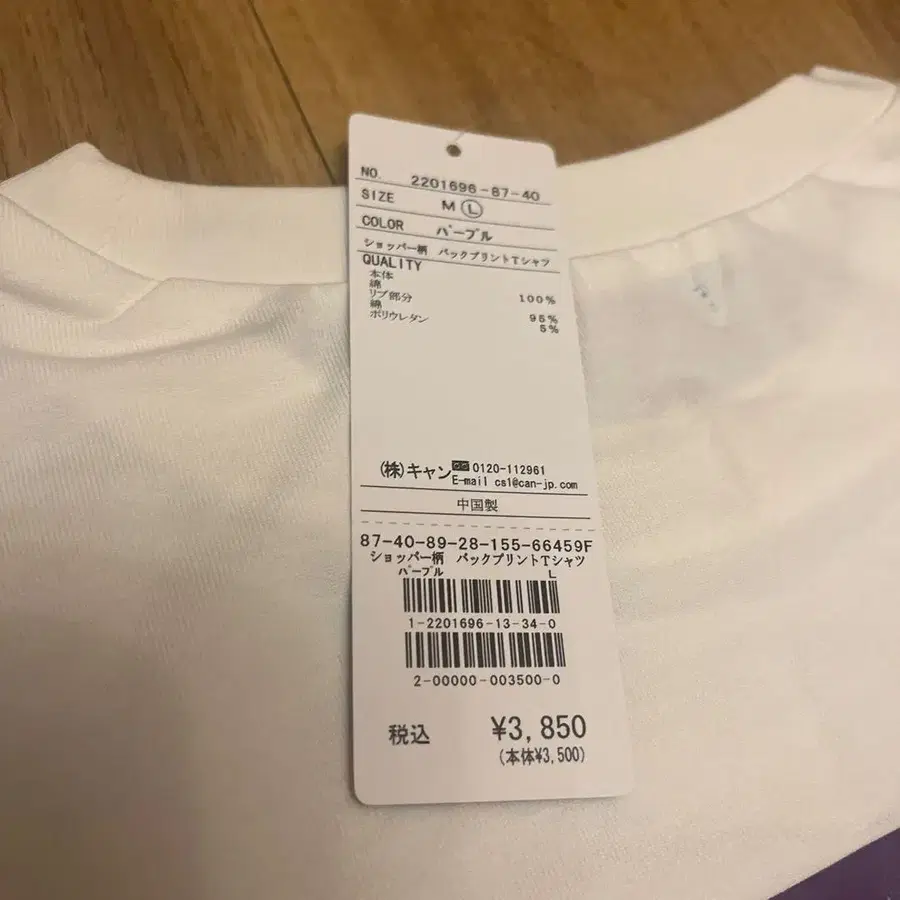 NO. 2201696-87-40
SIZE M Ⓛ
COLOR パープル
ショッパー柄 バックプリントTシャツ
QUALITY
本体
綿 100%
リブ部分
綿 95%
ポリウレタン 5%
(株)キャン 0120-112961
E-mail cs1@can-jp.com
中国製
87-40-89-28-155-66459F
ショッパー柄 バックプリントTシャツ
パープル L
1-2201696-13-34-0
2-00000-003500-0
税込 ¥3,850
(本体¥3,500)